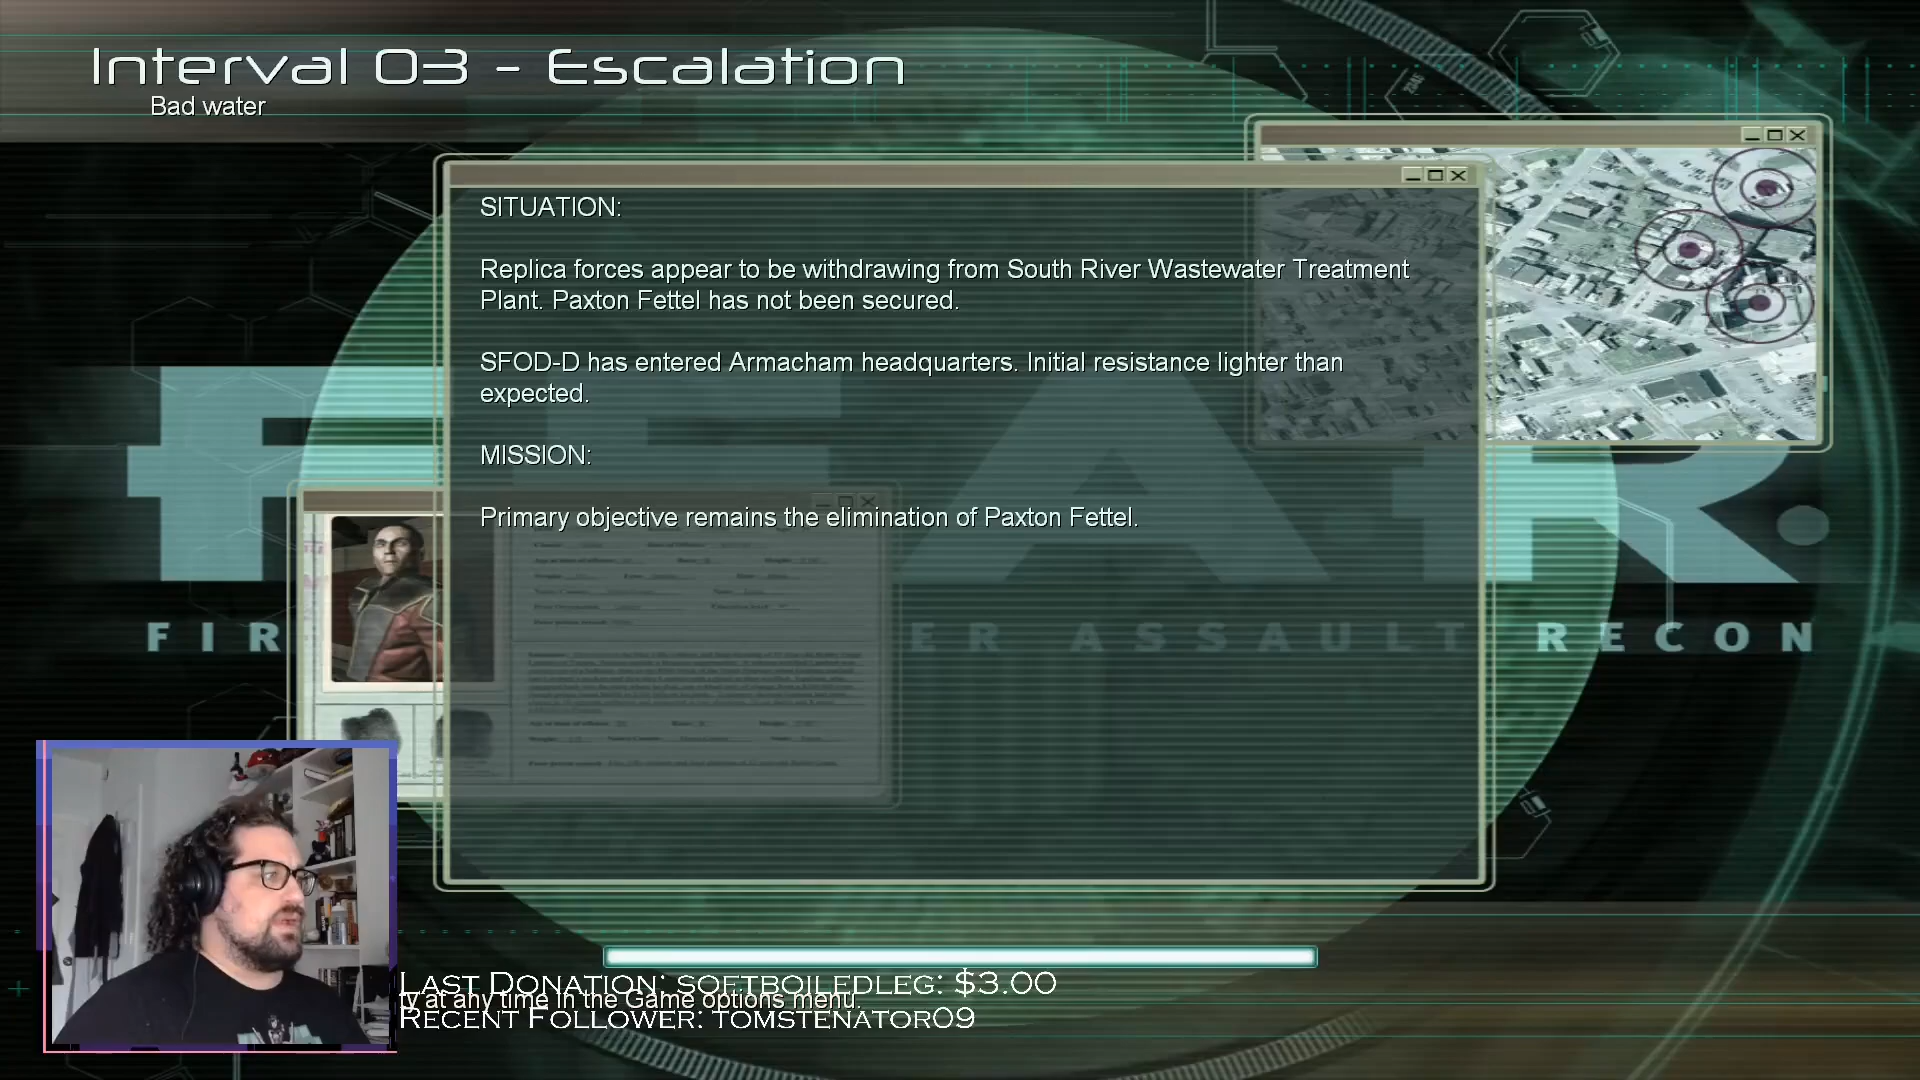 Interval 03 - Escalation
Bad water
SITUATION:
Replica forces appear to be withdrawing from South River Wastewater Treatment
Plant. Paxton Fettel has not been secured.
SFOD-D has entered Armacham headquarters. Initial resistance lighter than
expected.
MISSION:
Primary objective remains the elimination of Paxton Fettel.
F.E.A.R.
FIR ER ASSAULT RECON
LAST DONATION: SOFTBOILEDLEG: $3.00
y at any time in the Game options menu.
RECENT FOLLOWER: TOMSTENATOR09